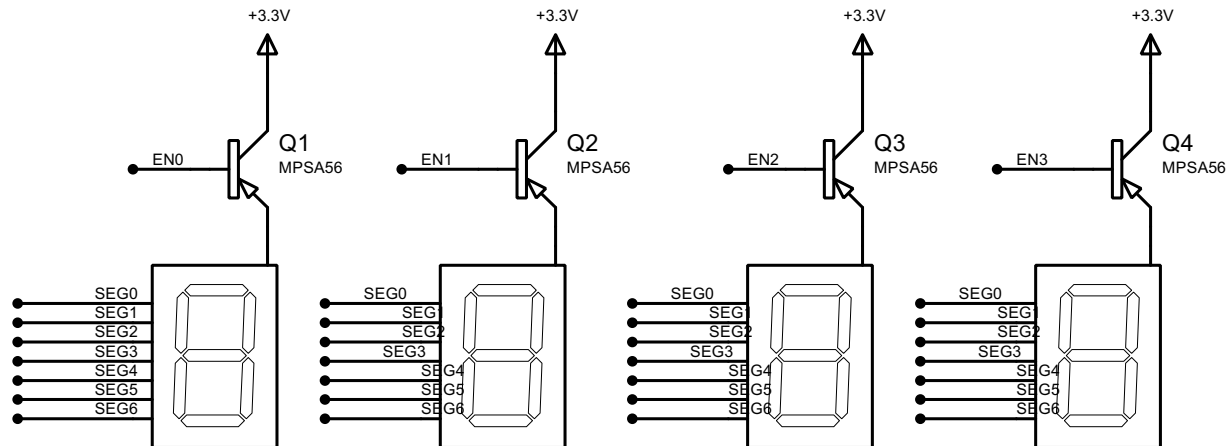 +3.3V
+3.3V
+3.3V
+3.3V
Q1
MPSA56
EN0
Q2
MPSA56
EN1
Q3
MPSA56
EN2
Q4
MPSA56
EN3
SEG0
SEG1
SEG2
SEG3
SEG4
SEG5
SEG6
SEG0
SEG1
SEG2
SEG3
SEG4
SEG5
SEG6
SEG0
SEG1
SEG2
SEG3
SEG4
SEG5
SEG6
SEG0
SEG1
SEG2
SEG3
SEG4
SEG5
SEG6